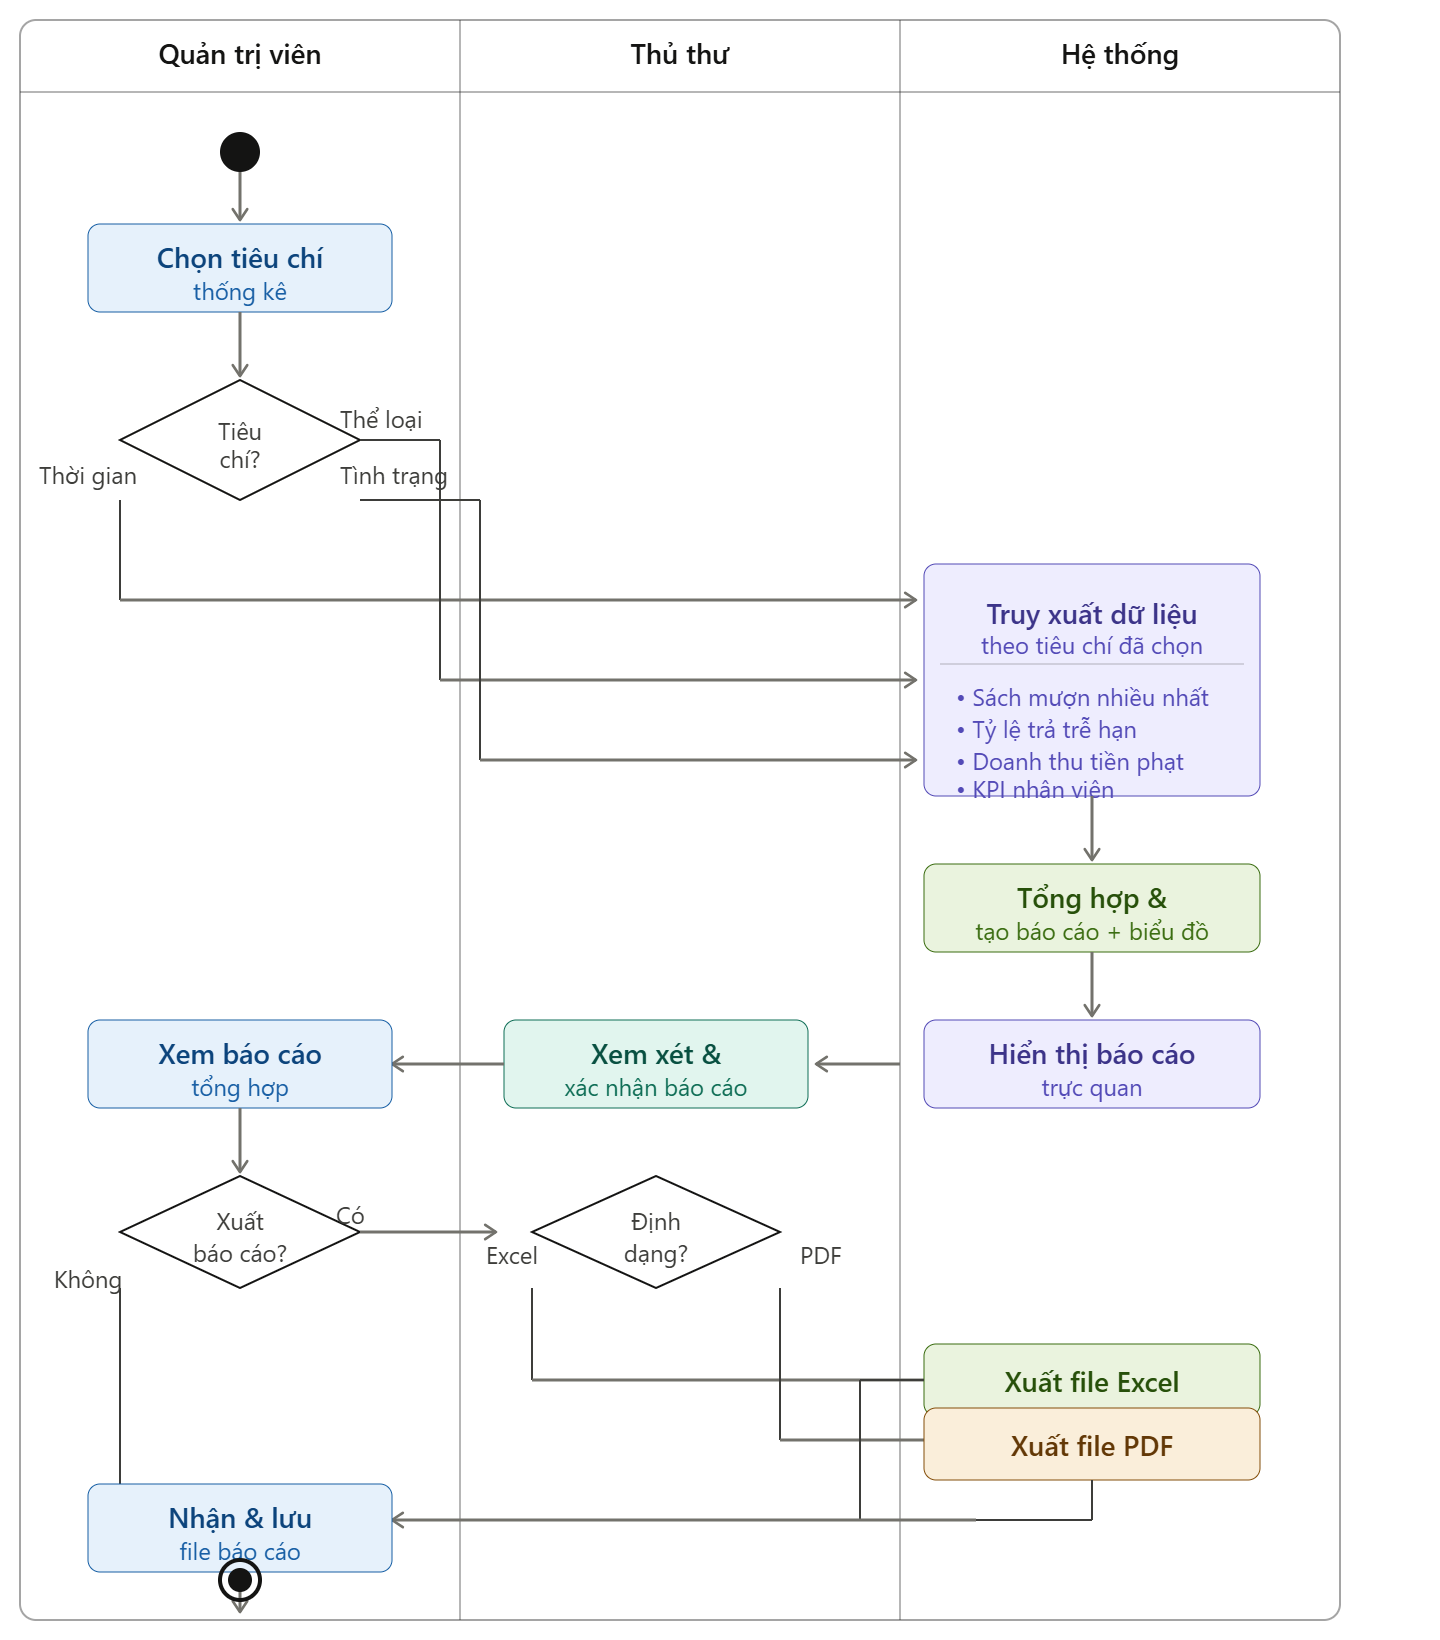 Quản trị viên
Thủ thư
Hệ thống
Chọn tiêu chí
thống kê
Tiêu
chí?
Thể loại
Thời gian
Tình trạng
Truy xuất dữ liệu
theo tiêu chí đã chọn
• Sách mượn nhiều nhất
• Tỷ lệ trả trễ hạn
• Doanh thu tiền phạt
• KPI nhân viên
Tổng hợp &
tạo báo cáo + biểu đồ
Xem báo cáo
tổng hợp
Xem xét &
xác nhận báo cáo
Hiển thị báo cáo
trực quan
Xuất
báo cáo?
Có
Không
Định
dạng?
Excel
PDF
Xuất file Excel
Xuất file PDF
Nhận & lưu
file báo cáo